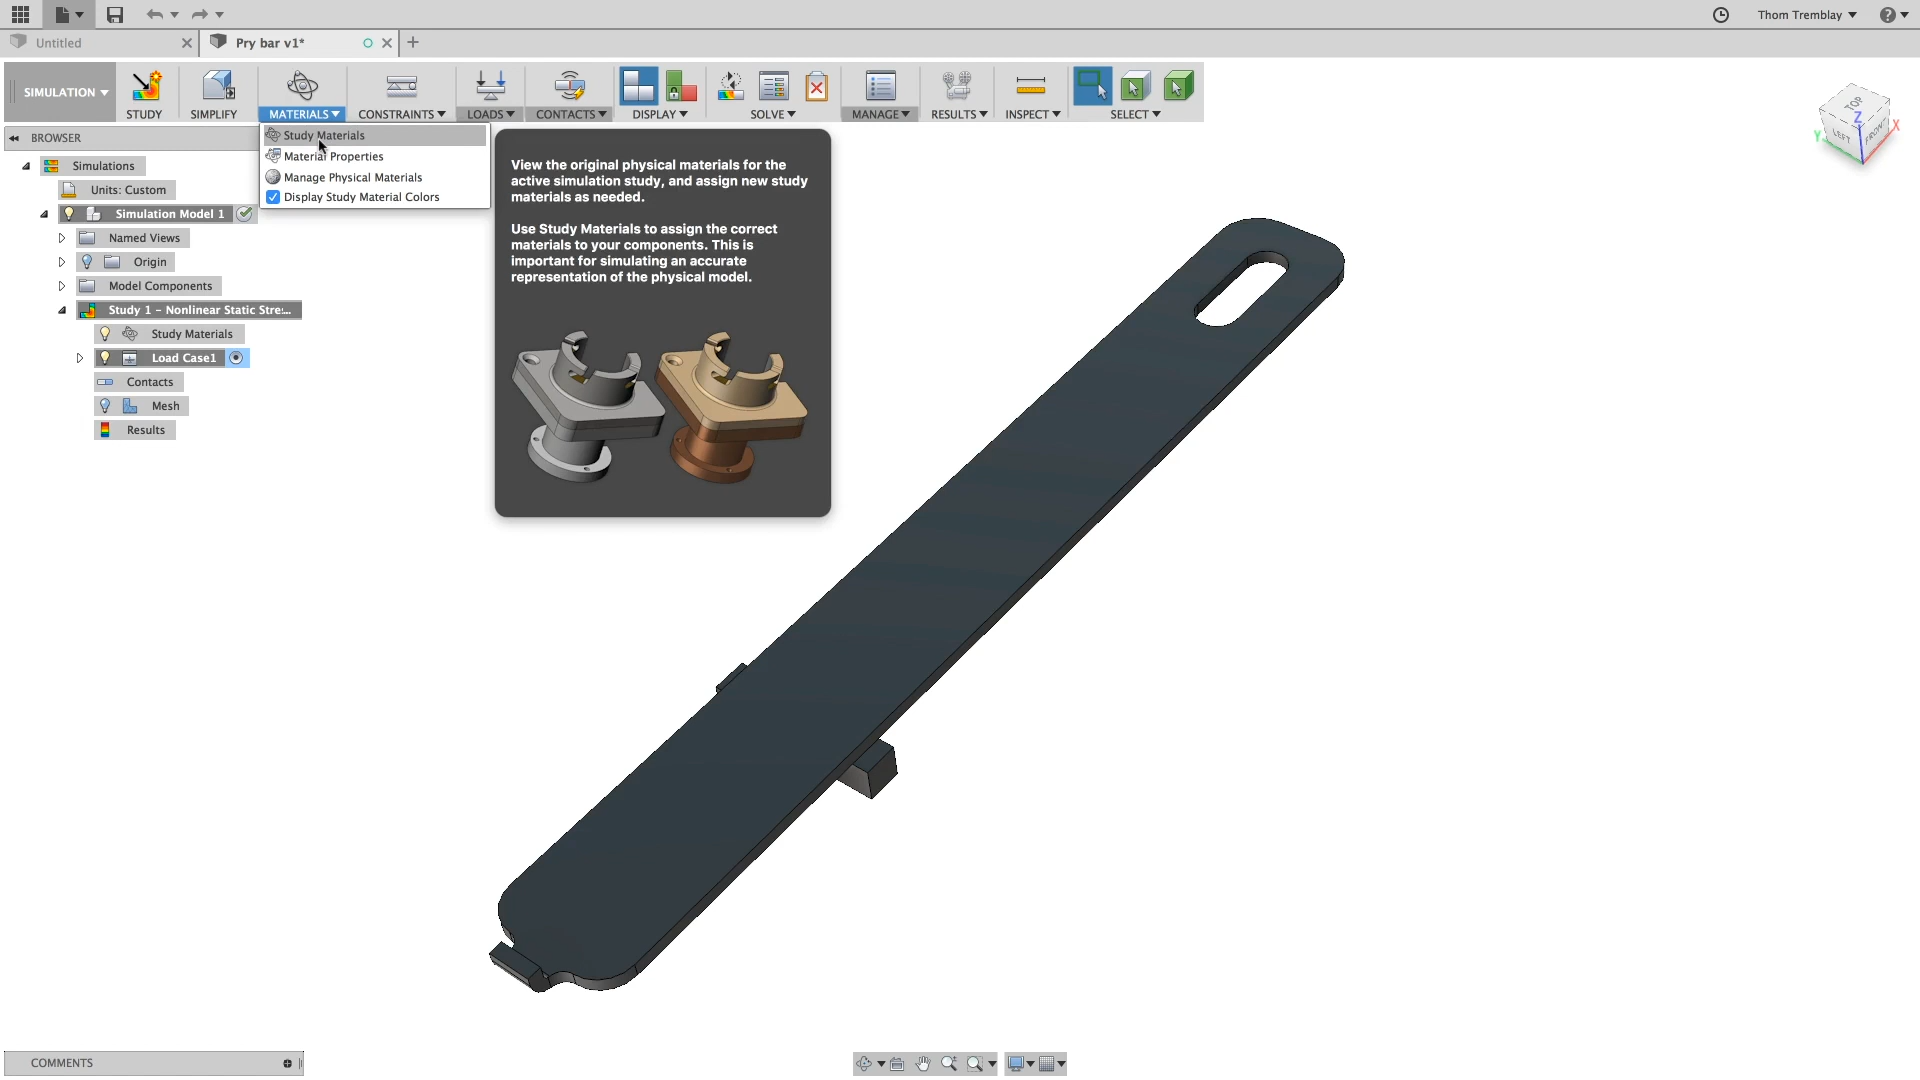 Thom Tremblay
Untitled
Pry bar v1*
SIMULATION
STUDY
SIMPLIFY
MATERIALS
CONSTRAINTS
LOADS
CONTACTS
DISPLAY
SOLVE
MANAGE
RESULTS
INSPECT
SELECT
TOP
LEFT
FRONT
Z
Y
X
BROWSER
Study Materials
Material Properties
Manage Physical Materials
Display Study Material Colors
View the original physical materials for the
active simulation study, and assign new study
materials as needed.
Use Study Materials to assign the correct
materials to your components. This is
important for simulating an accurate
representation of the physical model.
Simulations
Units: Custom
Simulation Model 1
Named Views
Origin
Model Components
Study 1 - Nonlinear Static Stre...
Study Materials
Load Case1
Contacts
Mesh
Results
COMMENTS